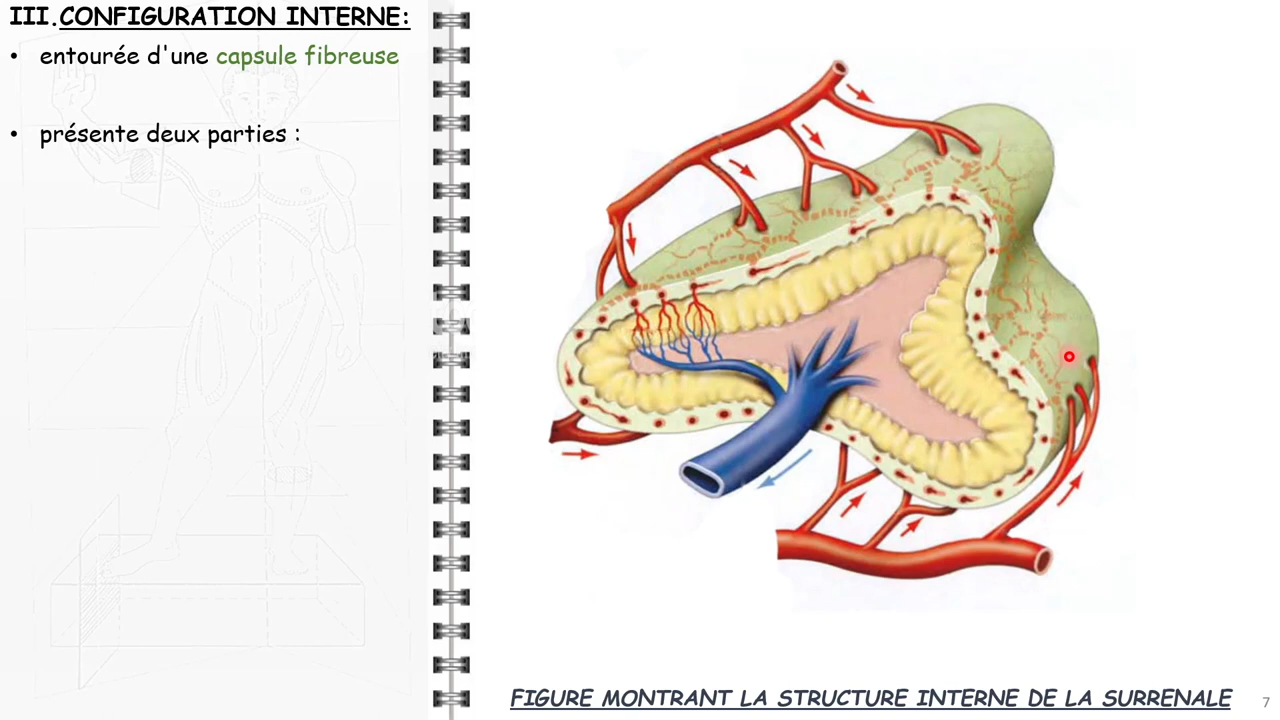 III.CONFIGURATION INTERNE:
• entourée d'une capsule fibreuse
• présente deux parties :
FIGURE MONTRANT LA STRUCTURE INTERNE DE LA SURRENALE
7